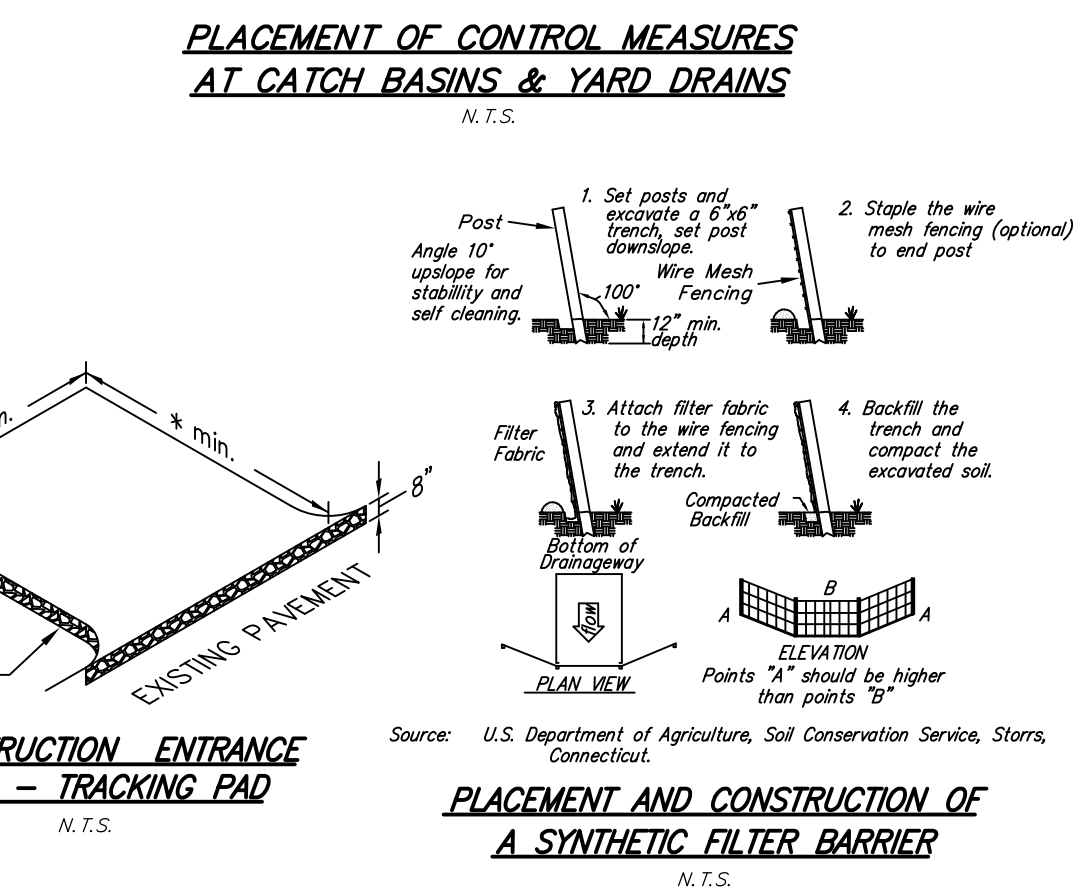 PLACEMENT OF CONTROL MEASURES
AT CATCH BASINS & YARD DRAINS
N.T.S.
Post
Angle 10°
upslope for
stabillity and
self cleaning.
1. Set posts and
excavate a 6"x6"
trench, set post
downslope.
100°
12" min.
depth
Wire Mesh
Fencing
2. Staple the wire
mesh fencing (optional)
to end post
Filter
Fabric
3. Attach filter fabric
to the wire fencing
and extend it to
the trench.
Compacted
Backfill
4. Backfill the
trench and
compact the
excavated soil.
Bottom of
Drainageway
flow
PLAN VIEW
A
B
A
ELEVATION
Points "A" should be higher
than points "B"
Source: U.S. Department of Agriculture, Soil Conservation Service, Storrs,
Connecticut.
PLACEMENT AND CONSTRUCTION OF
A SYNTHETIC FILTER BARRIER
N.T.S.
* min.
8"
EXISTING PAVEMENT
RUCTION ENTRANCE
– TRACKING PAD
N.T.S.